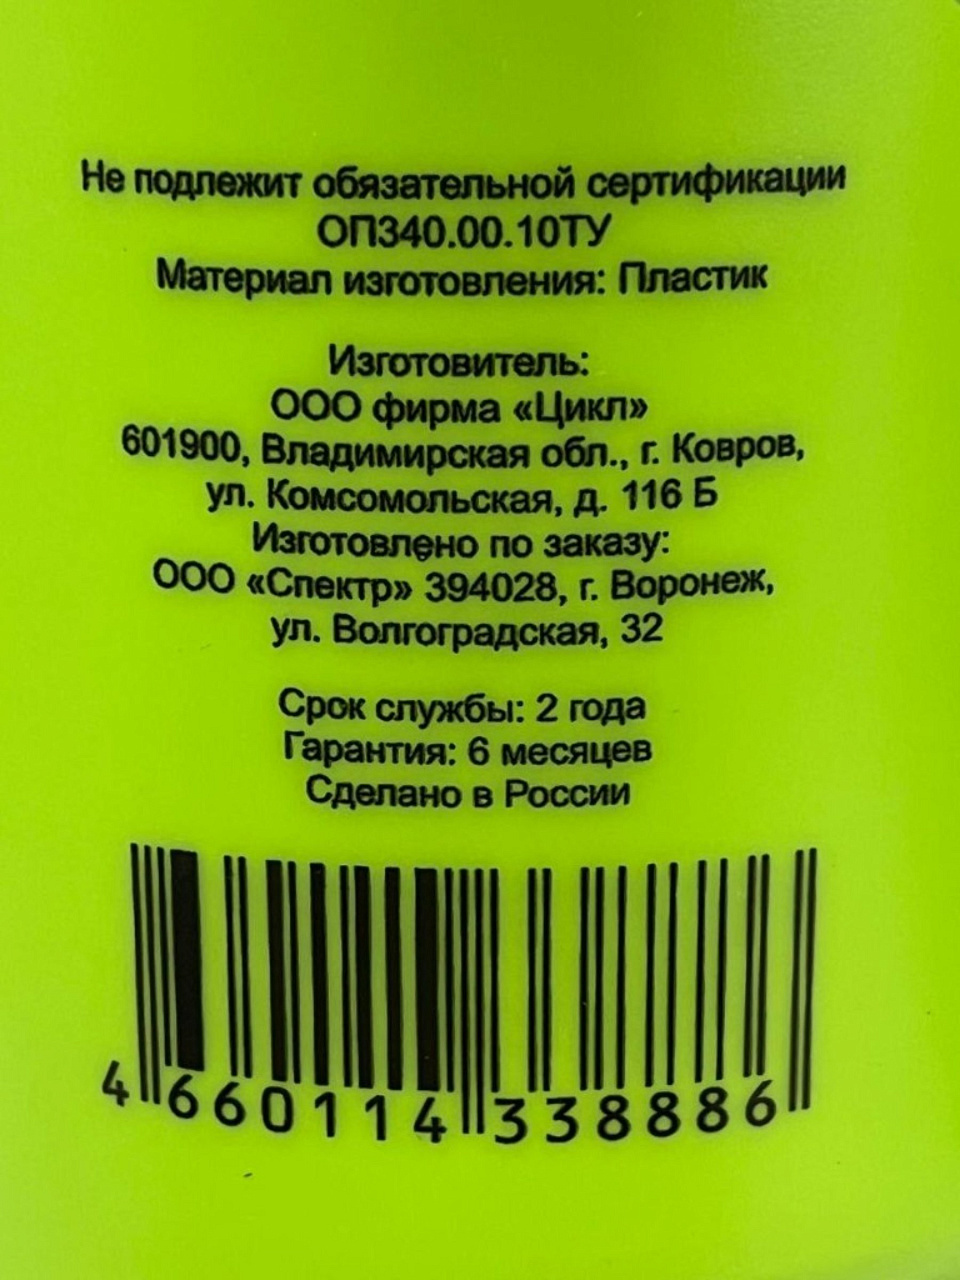 Не подлежит обязательной сертификации
ОП340.00.10ТУ
Материал изготовления: Пластик
Изготовитель:
ООО фирма «Цикл»
601900, Владимирская обл., г. Ковров,
ул. Комсомольская, д. 116 Б
Изготовлено по заказу:
ООО «Спектр» 394028, г. Воронеж,
ул. Волгоградская, 32
Срок службы: 2 года
Гарантия: 6 месяцев
Сделано в России
4 660114 338886